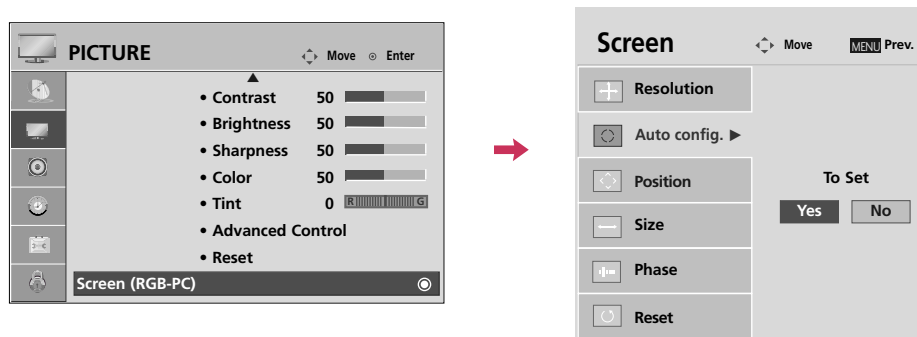 PICTURE
Move
Enter
• Contrast 50
• Brightness 50
• Sharpness 50
• Color 50
• Tint 0 R G
• Advanced Control
• Reset
Screen (RGB-PC)
Screen
Move
MENU Prev.
Resolution
Auto config. ►
Position
Size
Phase
Reset
To Set
Yes No